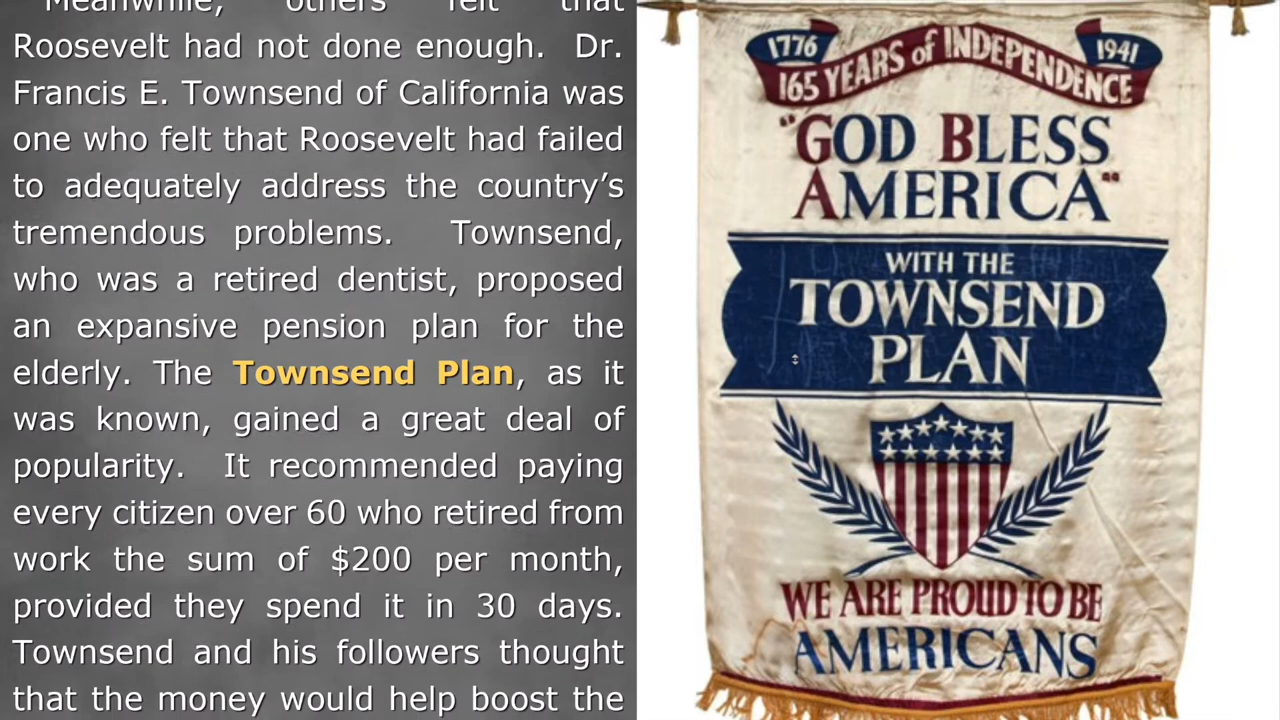 Meanwhile, others felt that
Roosevelt had not done enough. Dr.
Francis E. Townsend of California was
one who felt that Roosevelt had failed
to adequately address the country's
tremendous problems. Townsend,
who was a retired dentist, proposed
an expansive pension plan for the
elderly. The Townsend Plan, as it
was known, gained a great deal of
popularity. It recommended paying
every citizen over 60 who retired from
work the sum of $200 per month,
provided they spend it in 30 days.
Townsend and his followers thought
that the money would help boost the
1776 1941
165 YEARS of INDEPENDENCE
"GOD BLESS
AMERICA"
WITH THE
TOWNSEND
PLAN
WE ARE PROUD TO BE
AMERICANS